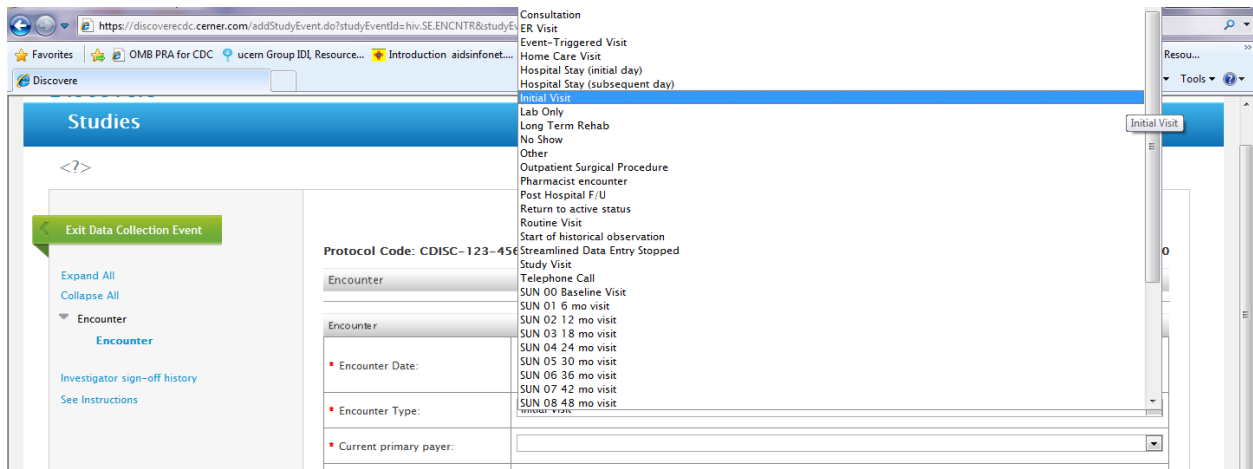 https://discoverecdc.cerner.com/addStudyEvent.do?studyEventId=hiv.SE.ENCNTR&studyEv
Favorites OMB PRA for CDC ucern Group IDI, Resource... Introduction aidsinfonet.... Resou... »
Discovere Tools
Studies
<?>
Exit Data Collection Event
Expand All
Collapse All
Encounter
Encounter
Investigator sign-off history
See Instructions
Protocol Code: CDISC-123-456 0
Encounter
Encounter
* Encounter Date:
* Encounter Type: Initial Visit
* Current primary payer:
Consultation
ER Visit
Event-Triggered Visit
Home Care Visit
Hospital Stay (initial day)
Hospital Stay (subsequent day)
Initial Visit
Lab Only
Long Term Rehab
No Show
Other
Outpatient Surgical Procedure
Pharmacist encounter
Post Hospital F/U
Return to active status
Routine Visit
Start of historical observation
Streamlined Data Entry Stopped
Study Visit
Telephone Call
SUN 00 Baseline Visit
SUN 01 6 mo visit
SUN 02 12 mo visit
SUN 03 18 mo visit
SUN 04 24 mo visit
SUN 05 30 mo visit
SUN 06 36 mo visit
SUN 07 42 mo visit
SUN 08 48 mo visit
Initial Visit